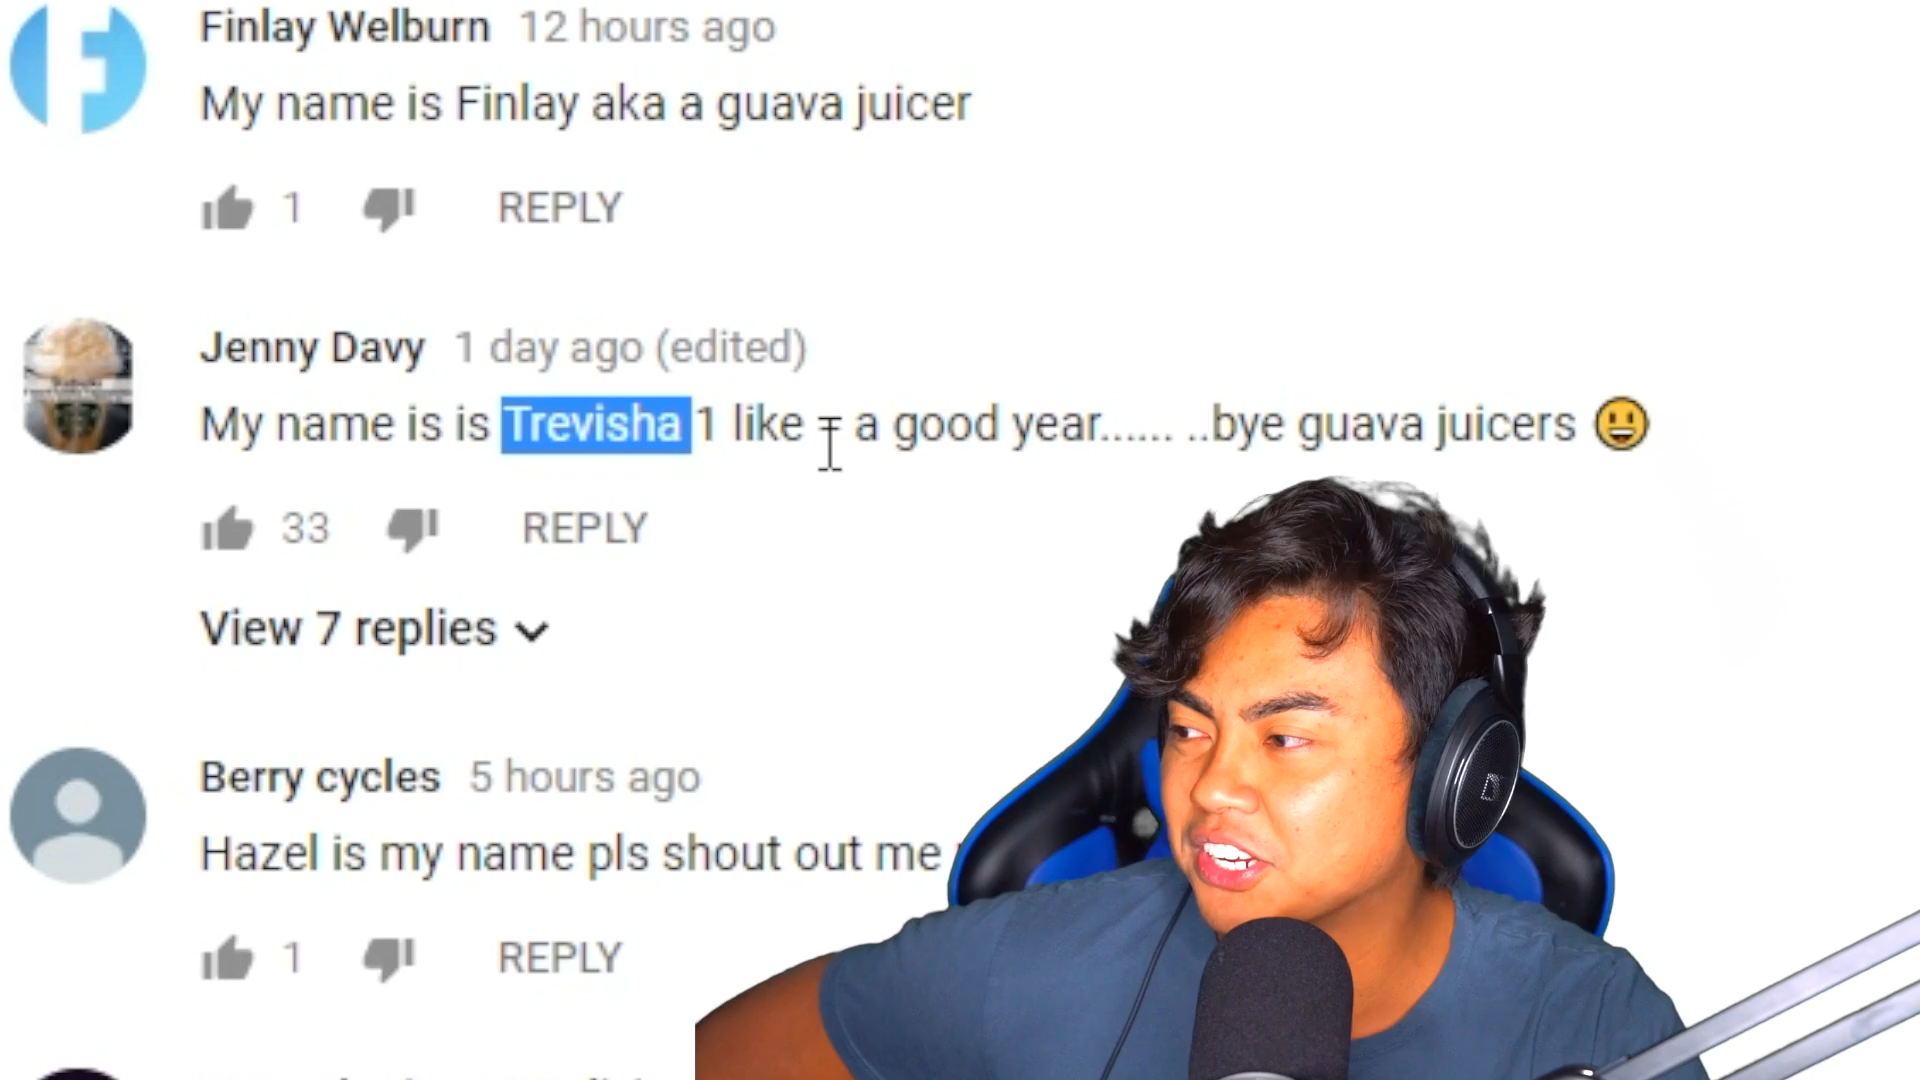 Finlay Welburn 12 hours ago
My name is Finlay aka a guava juicer
1 REPLY
Jenny Davy 1 day ago (edited)
My name is is Trevisha 1 like = a good year...... ..bye guava juicers 😃
33 REPLY
View 7 replies
Berry cycles 5 hours ago
Hazel is my name pls shout out me
1 REPLY